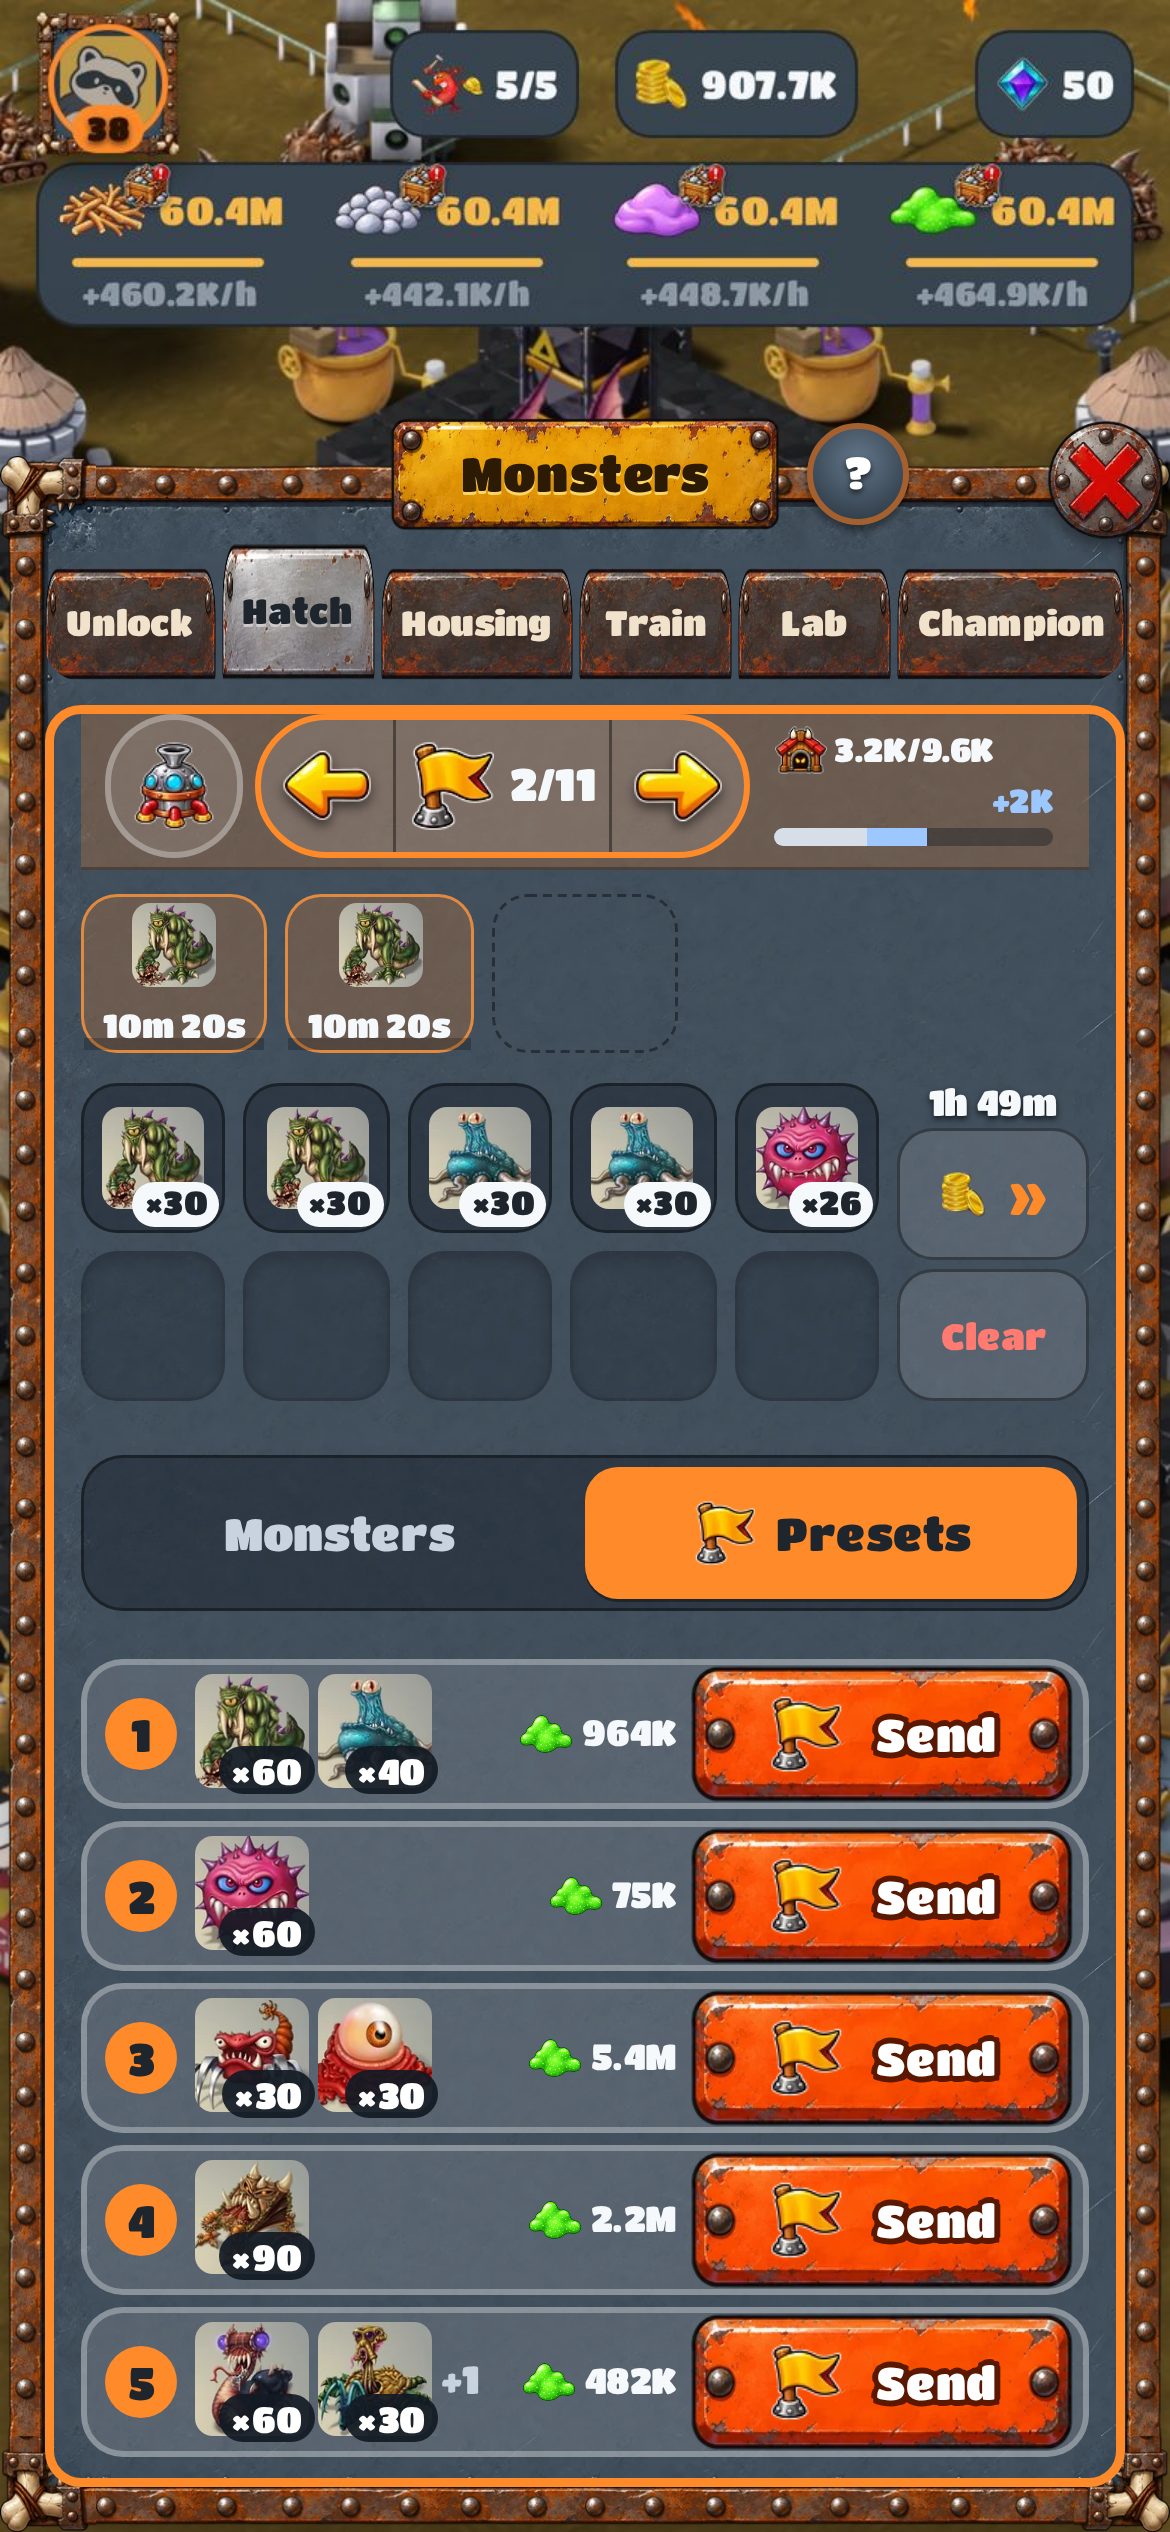 38
5/5
907.7K
50
60.4M
60.4M
60.4M
60.4M
+460.2K/h
+442.1K/h
+448.7K/h
+464.9K/h
Monsters
?
Unlock
Hatch
Housing
Train
Lab
Champion
2/11
3.2K/9.6K
+2K
10m 20s
10m 20s
×30
×30
×30
×30
×26
1h 49m
»
Clear
Monsters
Presets
1
×60
×40
964K
Send
2
×60
75K
Send
3
×30
×30
5.4M
Send
4
×90
2.2M
Send
5
×60
×30
+1
482K
Send